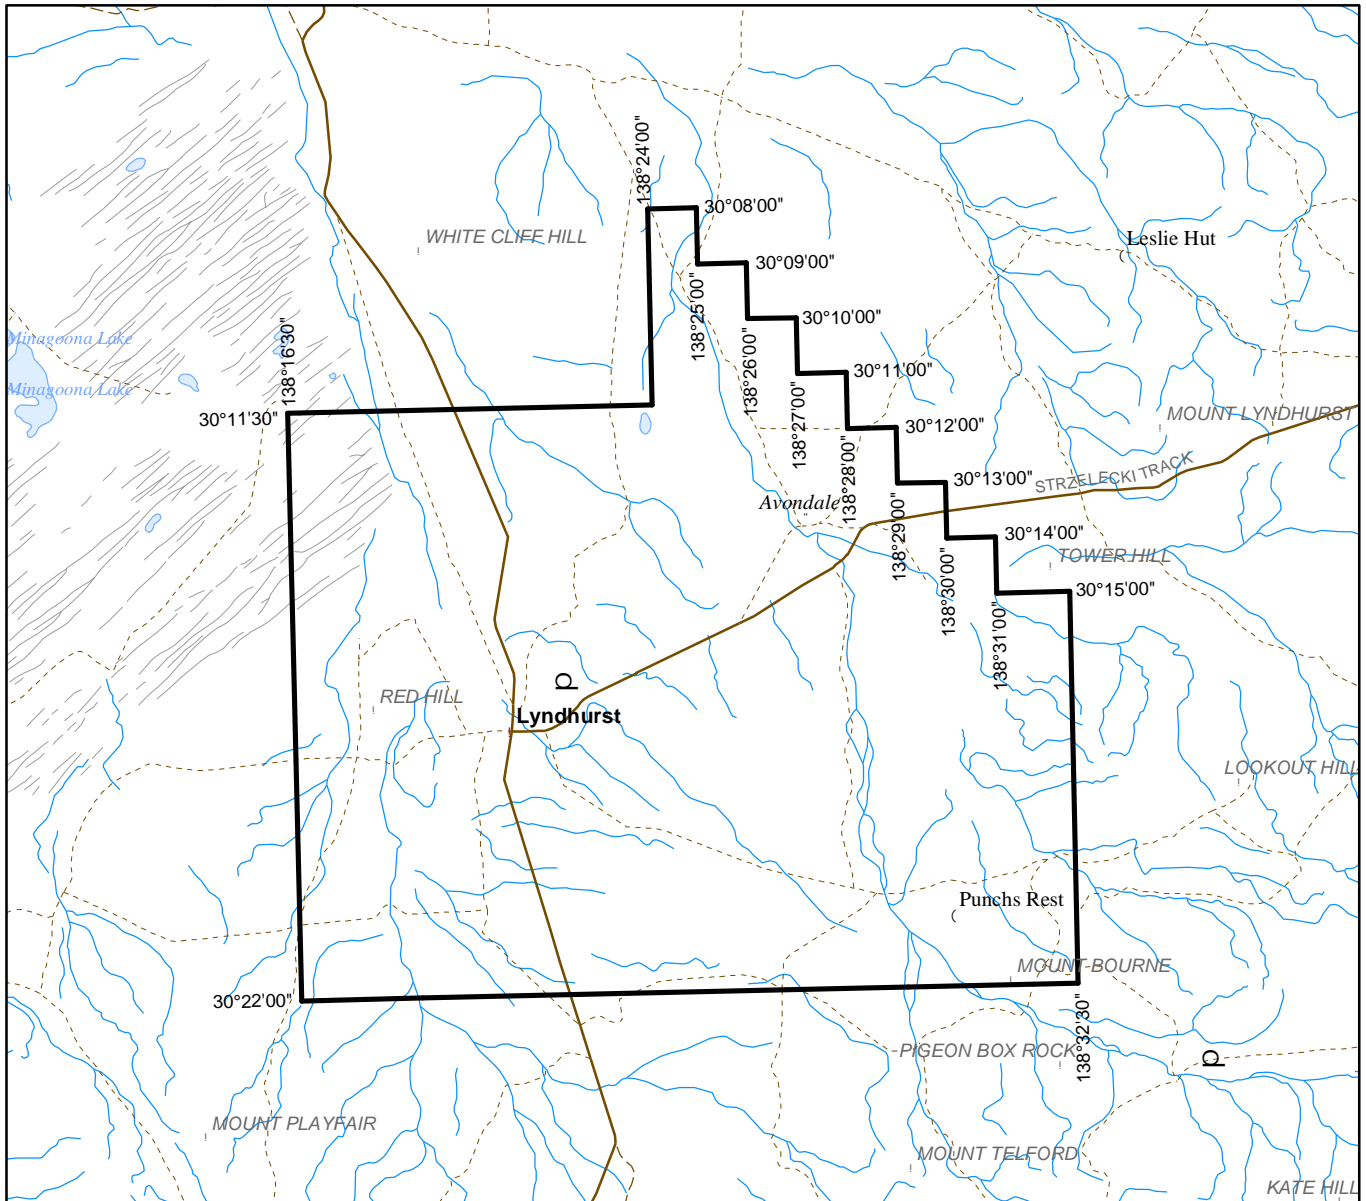 138°24'00"
30°08'00"
WHITE CLIFF HILL
Leslie Hut
30°09'00"
138°25'00"
30°10'00"
138°16'30"
Minagoona Lake
138°26'00"
30°11'00"
Minagoona Lake
138°27'00"
30°11'30"
MOUNT LYNDHURST
30°12'00"
138°28'00"
STRZELECKI TRACK
30°13'00"
Avondale
138°29'00"
30°14'00"
TOWER HILL
138°30'00"
30°15'00"
138°31'00"
p
RED HILL
Lyndhurst
LOOKOUT HILL
Punchs Rest
MOUNT BOURNE
30°22'00"
138°32'30"
PIGEON BOX ROCK
p
MOUNT PLAYFAIR
MOUNT TELFORD
KATE HILL